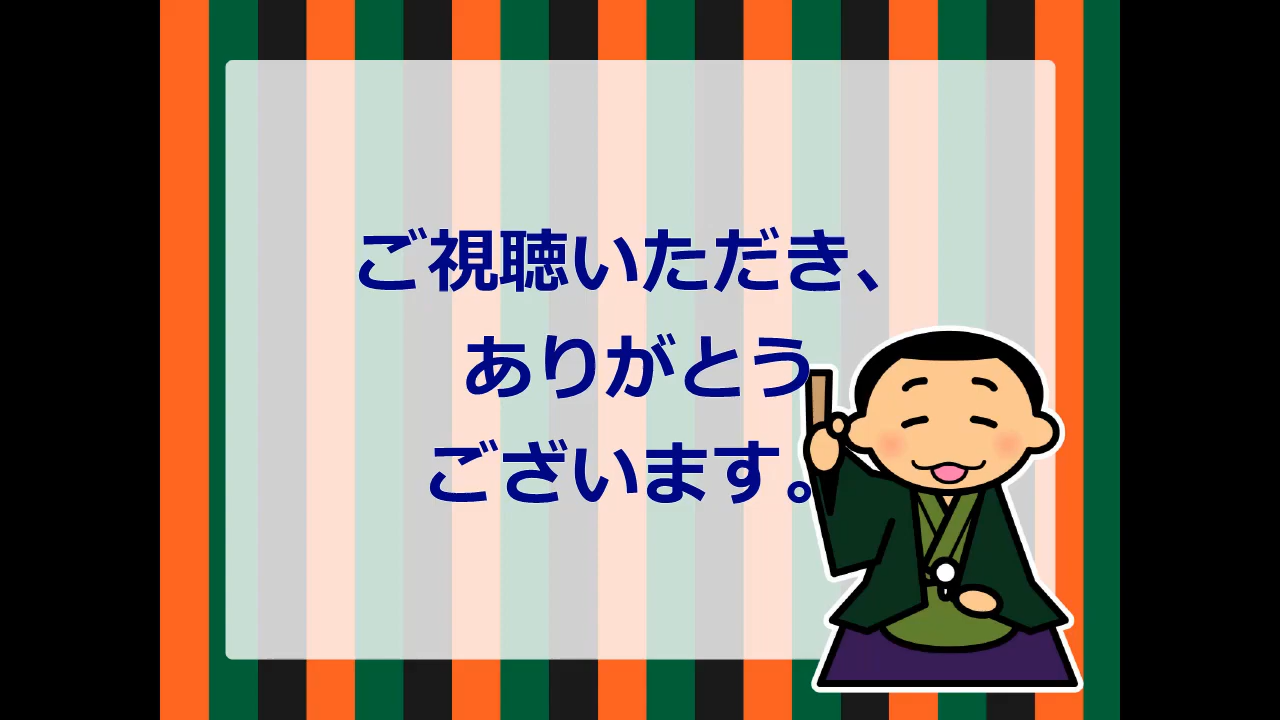 ご視聴いただき、
ありがとう
ございます。